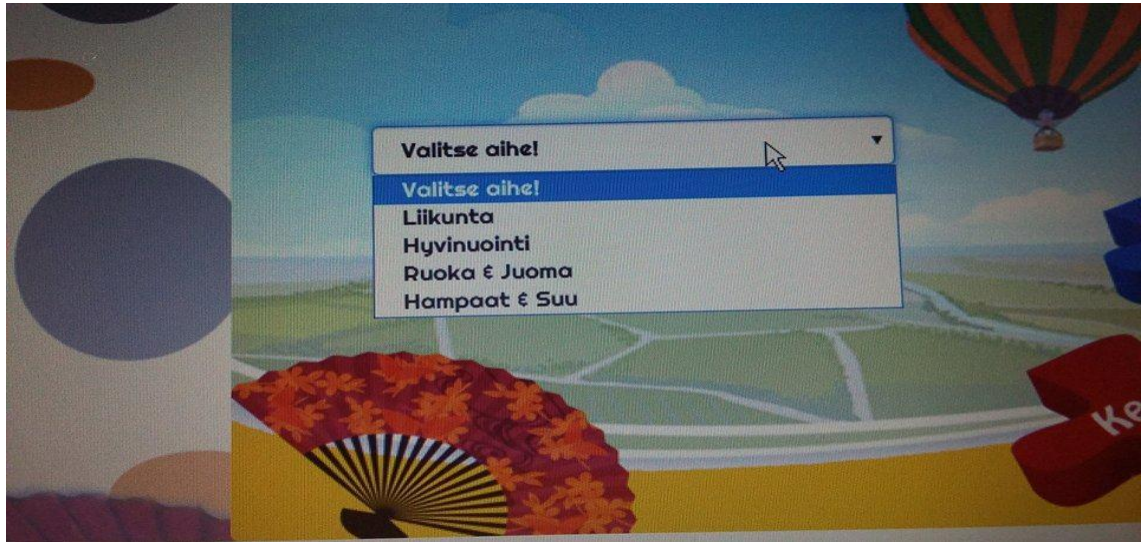 Valitse aihe!
Valitse aihe!
Liikunta
Hyvinvointi
Ruoka & Juoma
Hampaat & Suu